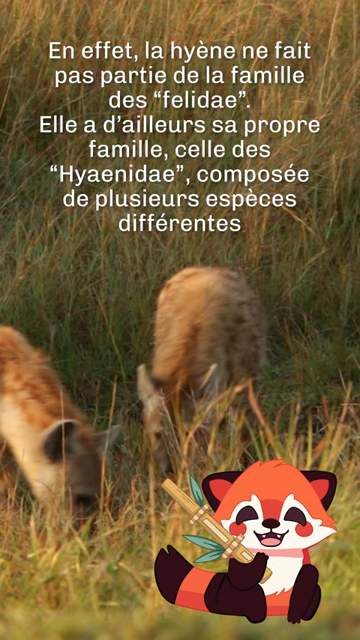 En effet, la hyène ne fait
pas partie de la famille
des “felidae”.
Elle a d’ailleurs sa propre
famille, celle des
“Hyaenidae”, composée
de plusieurs espèces
différentes